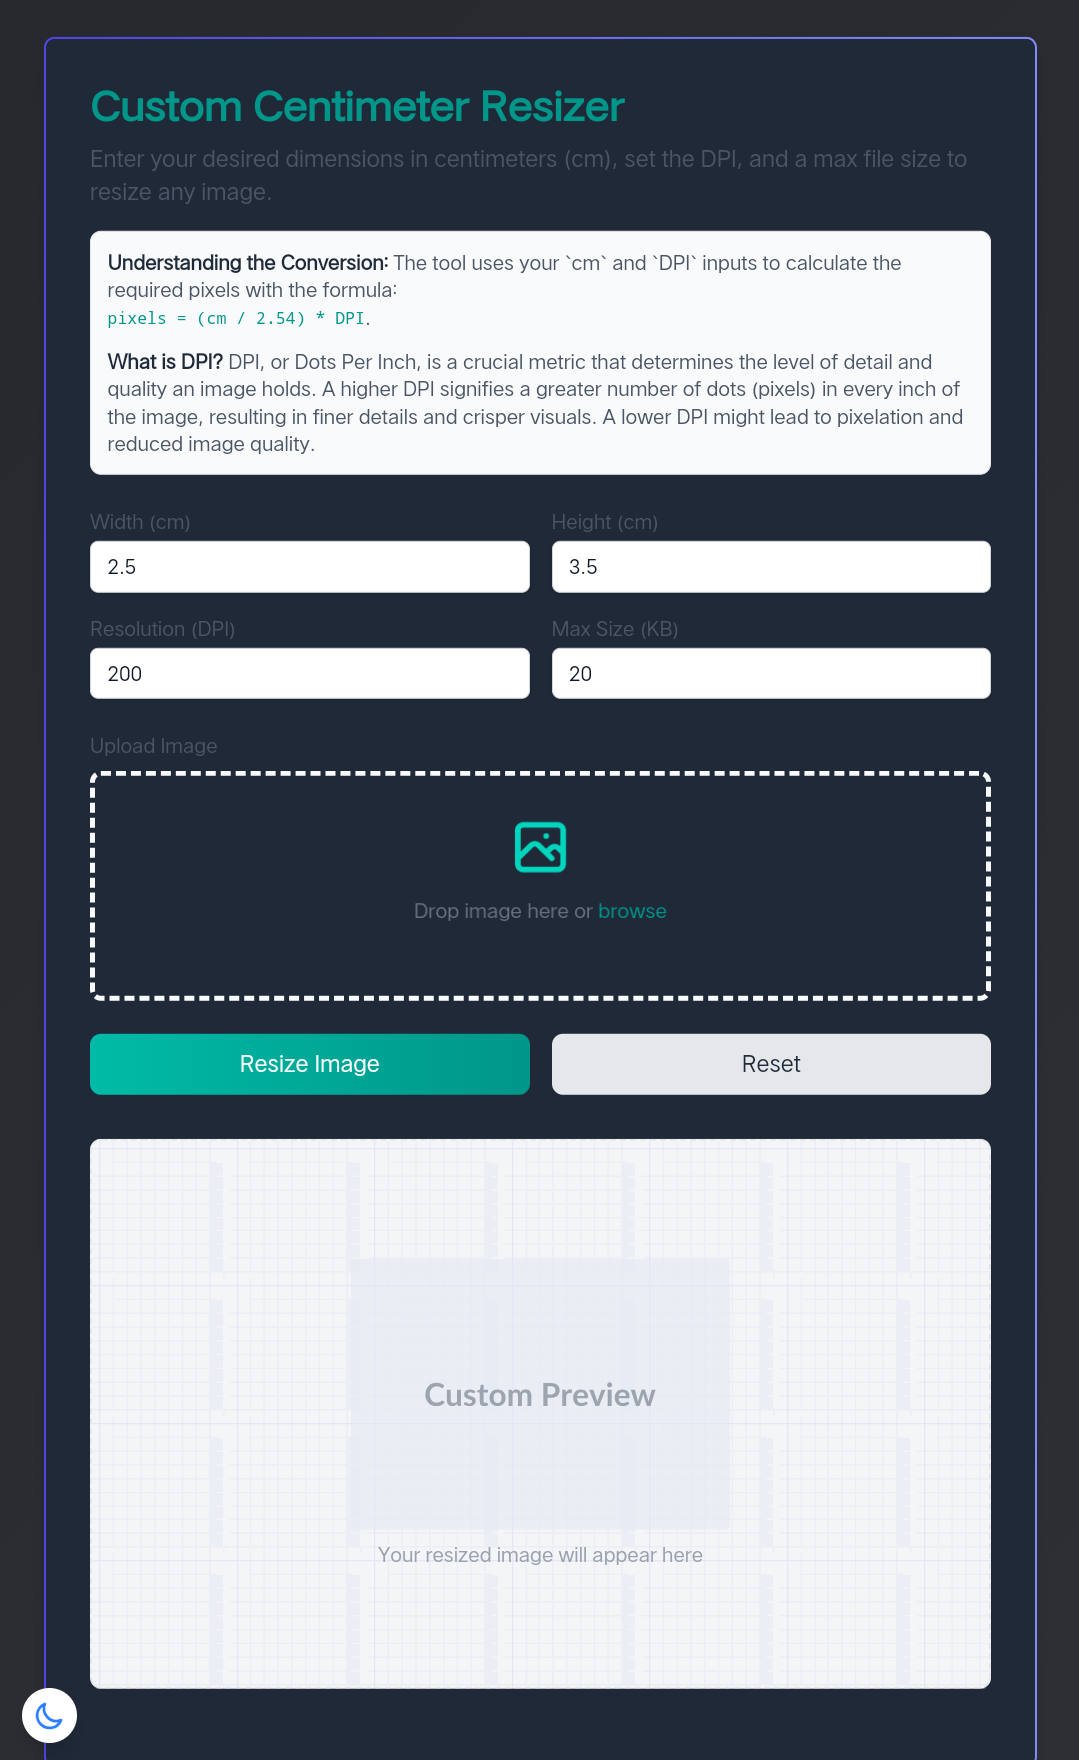 Custom Centimeter Resizer
Enter your desired dimensions in centimeters (cm), set the DPI, and a max file size to
resize any image.
Understanding the Conversion: The tool uses your `cm` and `DPI` inputs to calculate the
required pixels with the formula:
pixels = (cm / 2.54) * DPI.
What is DPI? DPI, or Dots Per Inch, is a crucial metric that determines the level of detail and
quality an image holds. A higher DPI signifies a greater number of dots (pixels) in every inch of
the image, resulting in finer details and crisper visuals. A lower DPI might lead to pixelation and
reduced image quality.
Width (cm) Height (cm)
2.5 3.5
Resolution (DPI) Max Size (KB)
200 20
Upload Image
Drop image here or browse
Resize Image Reset
Custom Preview
Your resized image will appear here